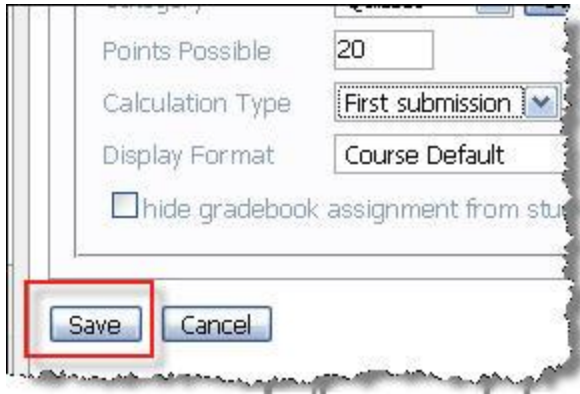 Points Possible 20
Calculation Type First submission
Display Format Course Default
hide gradebook assignment from stu
Save Cancel